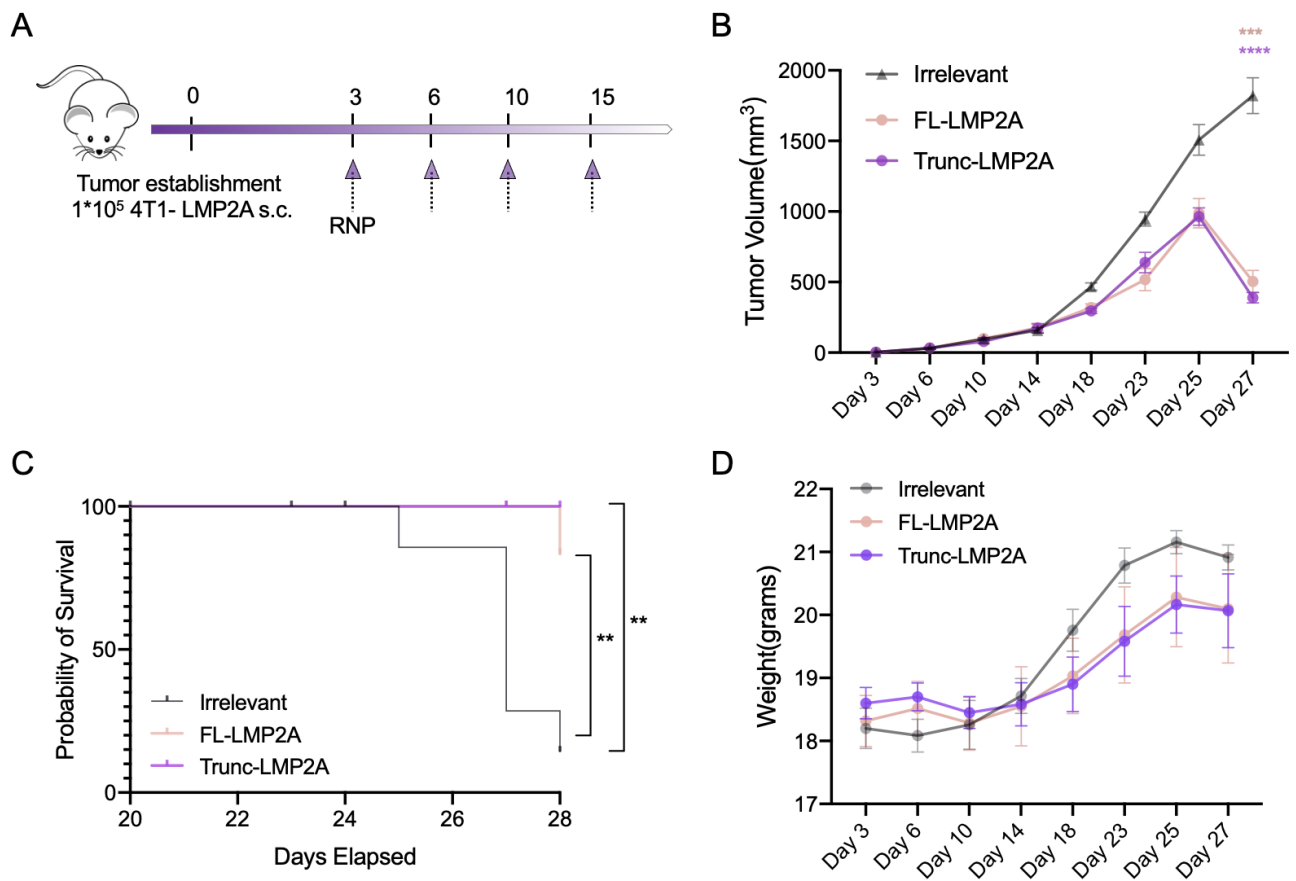 A
0 3 6 10 15
Tumor establishment
1*10⁵ 4T1- LMP2A s.c.
RNP
B
***
****
Irrelevant
FL-LMP2A
Trunc-LMP2A
Tumor Volume(mm³)
2000
1500
1000
500
0
Day 3 Day 6 Day 10 Day 14 Day 18 Day 23 Day 25 Day 27
C
Probability of Survival
100
50
0
Irrelevant
FL-LMP2A
Trunc-LMP2A
**
**
20 22 24 26 28
Days Elapsed
D
Irrelevant
FL-LMP2A
Trunc-LMP2A
Weight(grams)
22
21
20
19
18
17
Day 3 Day 6 Day 10 Day 14 Day 18 Day 23 Day 25 Day 27